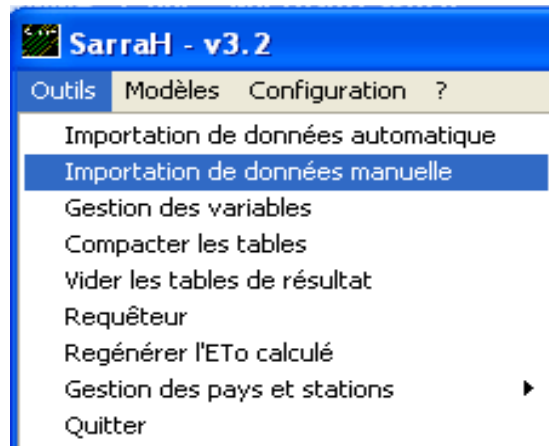 SarraH - v3.2
Outils Modèles Configuration ?
Importation de données automatique
Importation de données manuelle
Gestion des variables
Compacter les tables
Vider les tables de résultat
Requêteur
Regénérer l'ETo calculé
Gestion des pays et stations
Quitter